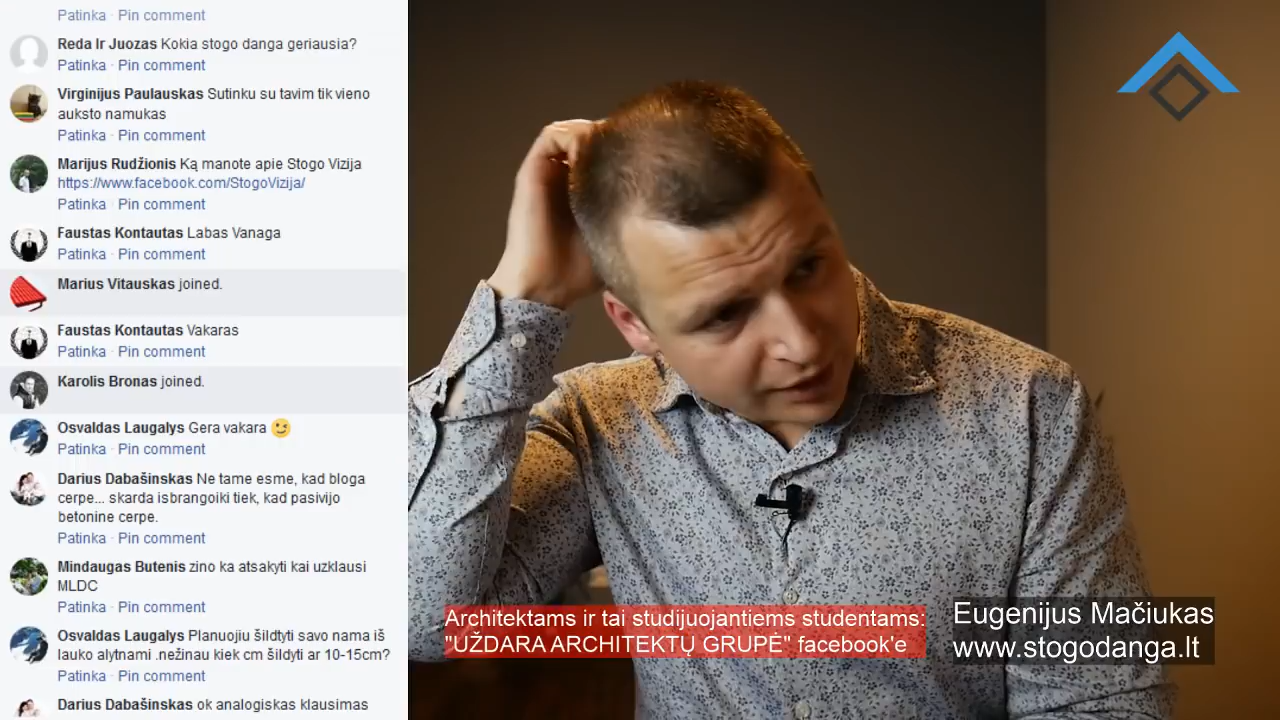 Patinka · Pin comment
Reda Ir Juozas Kokia stogo danga geriausia?
Patinka · Pin comment
Virginijus Paulauskas Sutinku su tavim tik vieno
auksto namukas
Patinka · Pin comment
Marijus Rudžionis Ką manote apie Stogo Vizija
https://www.facebook.com/StogoVizija/
Patinka · Pin comment
Faustas Kontautas Labas Vanaga
Patinka · Pin comment
Marius Vitauskas joined.
Faustas Kontautas Vakaras
Patinka · Pin comment
Karolis Bronas joined.
Osvaldas Laugalys Gera vakara 😉
Patinka · Pin comment
Darius Dabašinskas Ne tame esme, kad bloga
cerpe... skarda isbrangoiki tiek, kad pasivijo
betonine cerpe.
Patinka · Pin comment
Mindaugas Butenis zino ka atsakyti kai uzklausi
MLDC
Patinka · Pin comment
Osvaldas Laugalys Planuojiu šildtyti savo nama iš
lauko alytnami .nežinau kiek cm šildyti ar 10-15cm?
Patinka · Pin comment
Darius Dabašinskas ok analogiskas klausimas
Architektams ir tai studijuojantiems studentams:
"UŽDARA ARCHITEKTŲ GRUPĖ" facebook'e
Eugenijus Mačiukas
www.stogodanga.lt